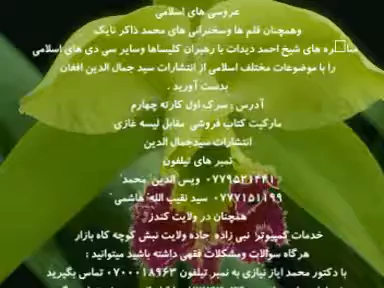 عروسی های اسلامی
وهمچنان فلم ها وسخنرانی های محمد ذاکر نایک
های شیخ احمد دیدات با رهبران کلیساها وسایر سی دی های اسلامی
را با موضوعات مختلف اسلامی از انتشارات سید جمال الدین افغان
بدست آورید .
آدرس : سرک اول کارته چهارم
مارکیت کتاب فروشی مقابل لیسه غازی
انتشارات سیدجمال الدین
نمبر های تیلفون
ویس الدین "محمد"
۰۷۷۷۱۵۱۱۹۹ سید نقیب الله "هاشمی"
همچنان در ولایت کندز
خدمات کمپیوتر نبی زاده جاده ولایت نبش کوچه کاه بازار
هرگاه سوالات ومشکلات فقهی داشته باشید میتوانید :
با دکتور محمد ایاز نیازی به نمبر تیلفون ۰۷۰۰۰۱۸۹۶۳ تماس بگیرید